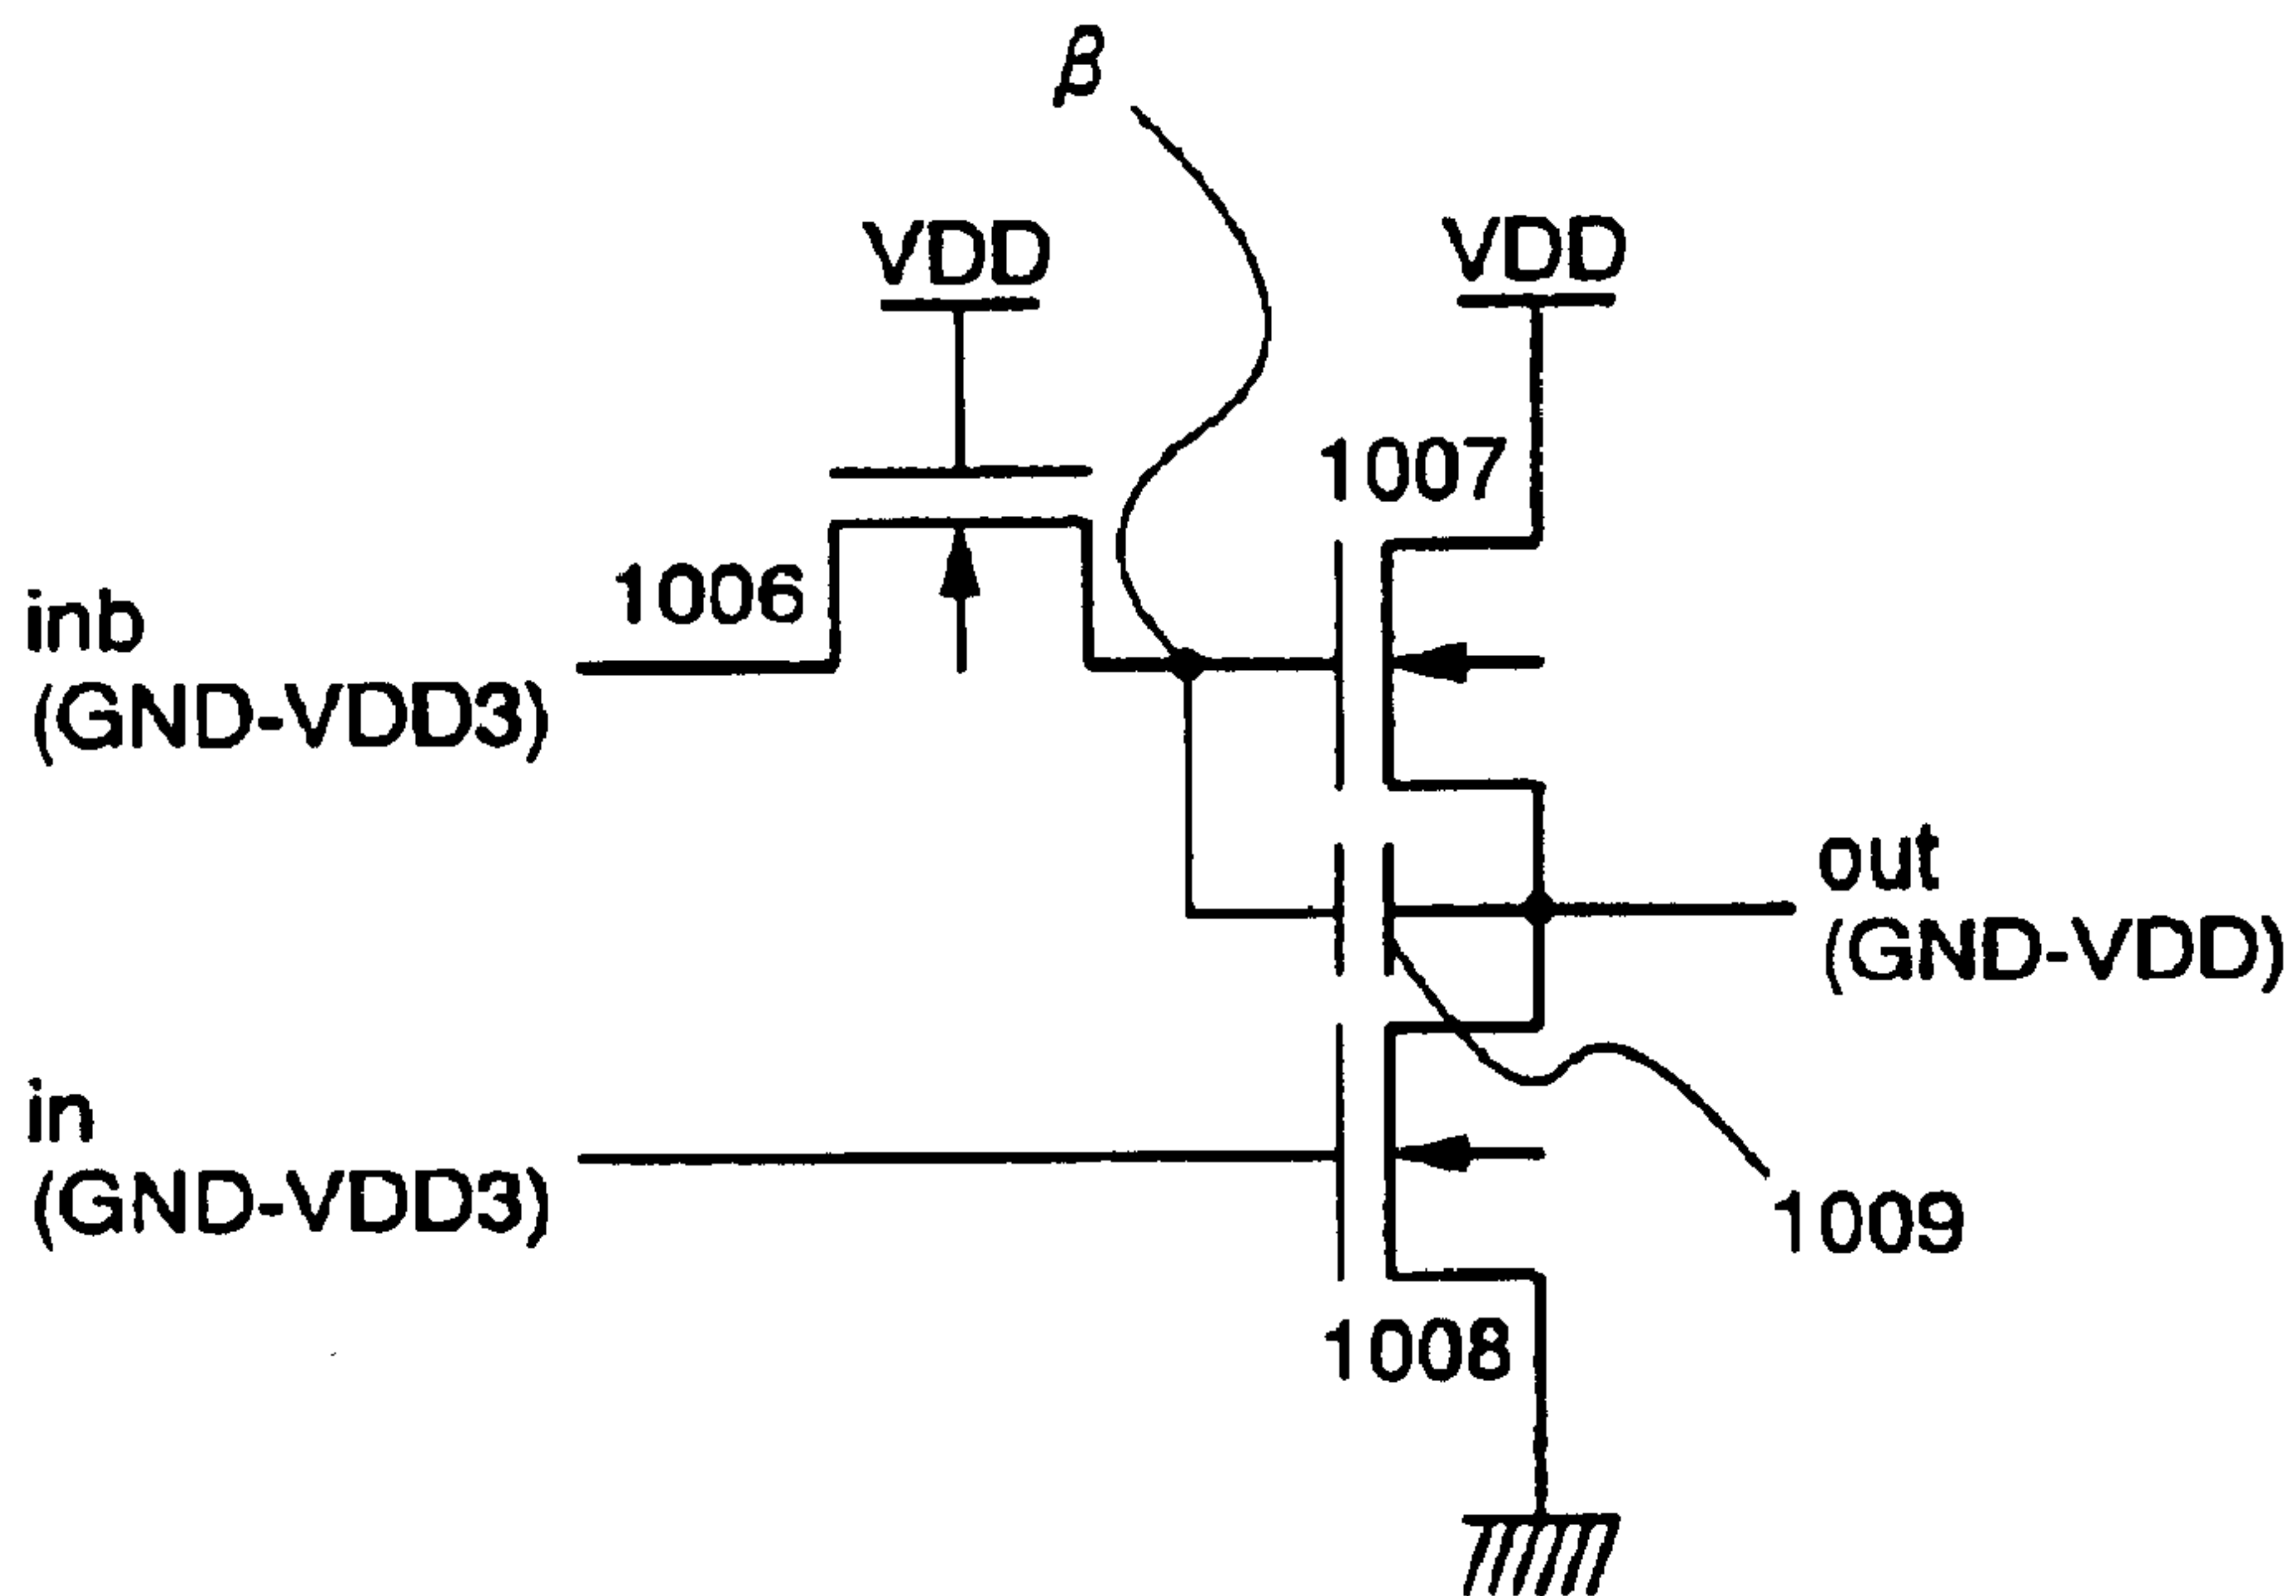 β
VDD
VDD
1007
1006
inb
(GND-VDD3)
out
(GND-VDD)
in
(GND-VDD3)
1009
1008